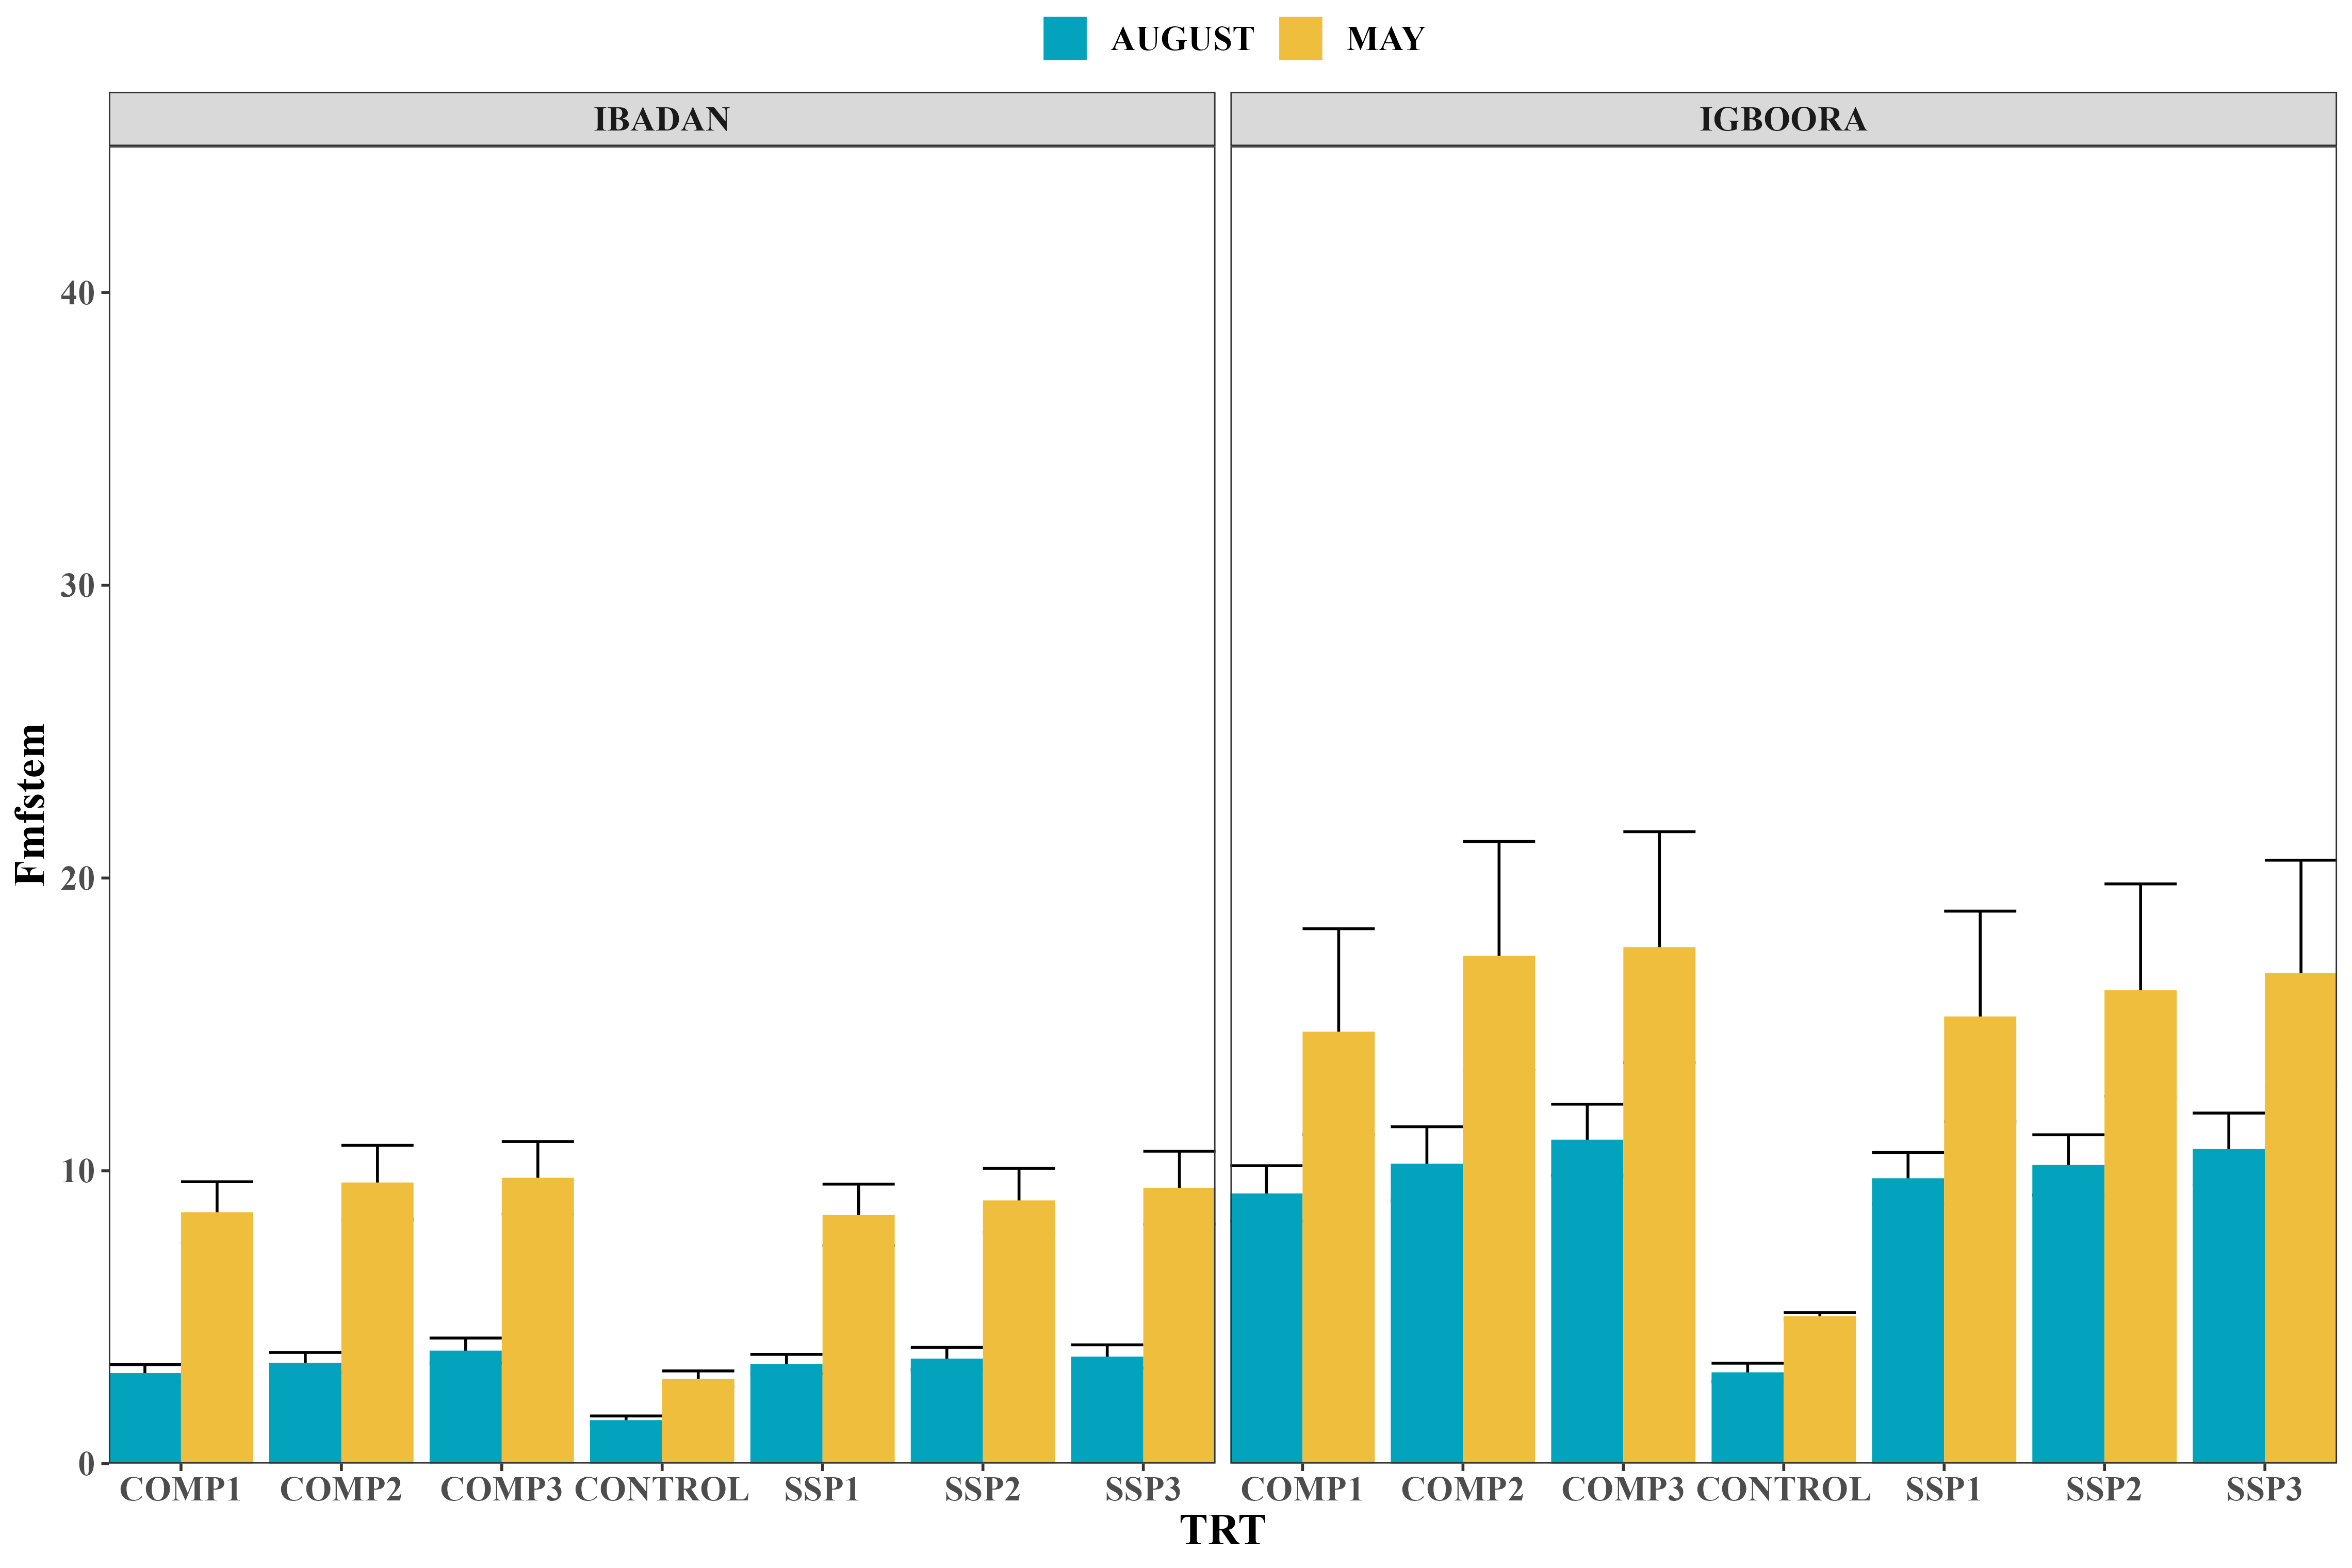 AUGUST MAY
IBADAN IGBOORA
40
30
20
10
0
Fmfstem
COMP1 COMP2 COMP3 CONTROL SSP1 SSP2 SSP3 COMP1 COMP2 COMP3 CONTROL SSP1 SSP2 SSP3
TRT